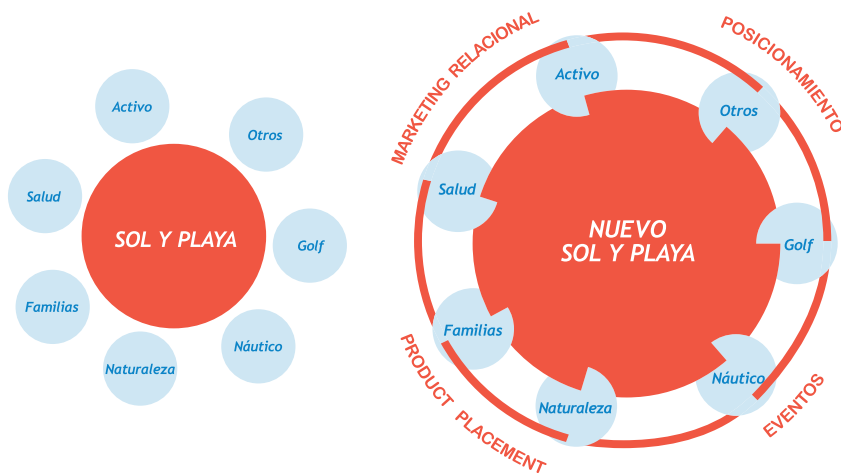 Activo
Otros
Salud
SOL Y PLAYA
Golf
Familias
Náutico
Naturaleza
MARKETING RELACIONAL
POSICIONAMIENTO
Activo
Otros
Salud
NUEVO
SOL Y PLAYA
Golf
Familias
Náutico
Naturaleza
PRODUCT PLACEMENT
EVENTOS